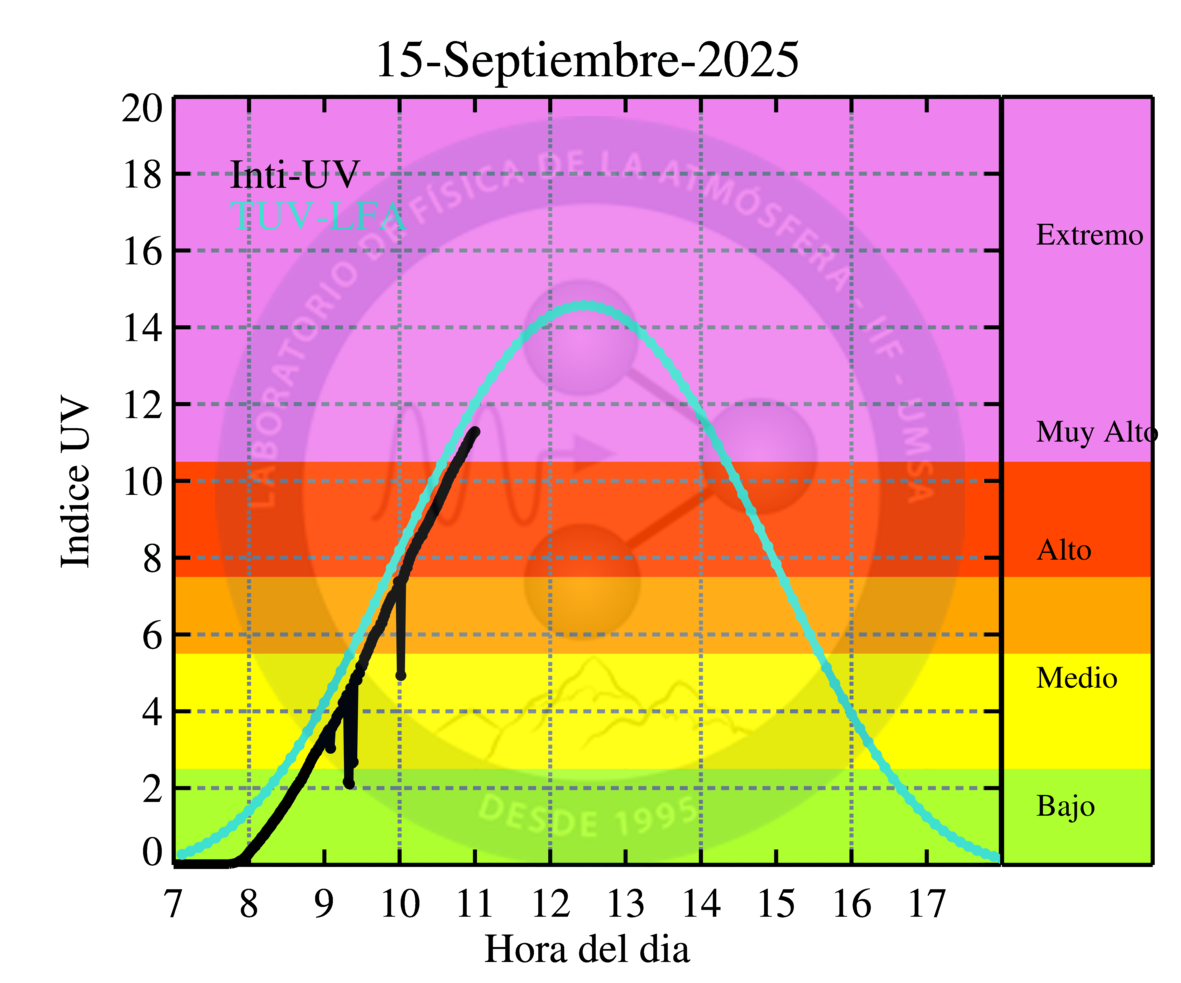 15-Septiembre-2025
20
18
16
14
12
10
8
6
4
2
0
Indice UV
Inti-UV
TUV-LFA
LABORATORIO DE FÍSICA DE LA ATMÓSFERA - IIF - UMSA
DESDE 1995
Extremo
Muy Alto
Alto
Medio
Bajo
7 8 9 10 11 12 13 14 15 16 17
Hora del dia